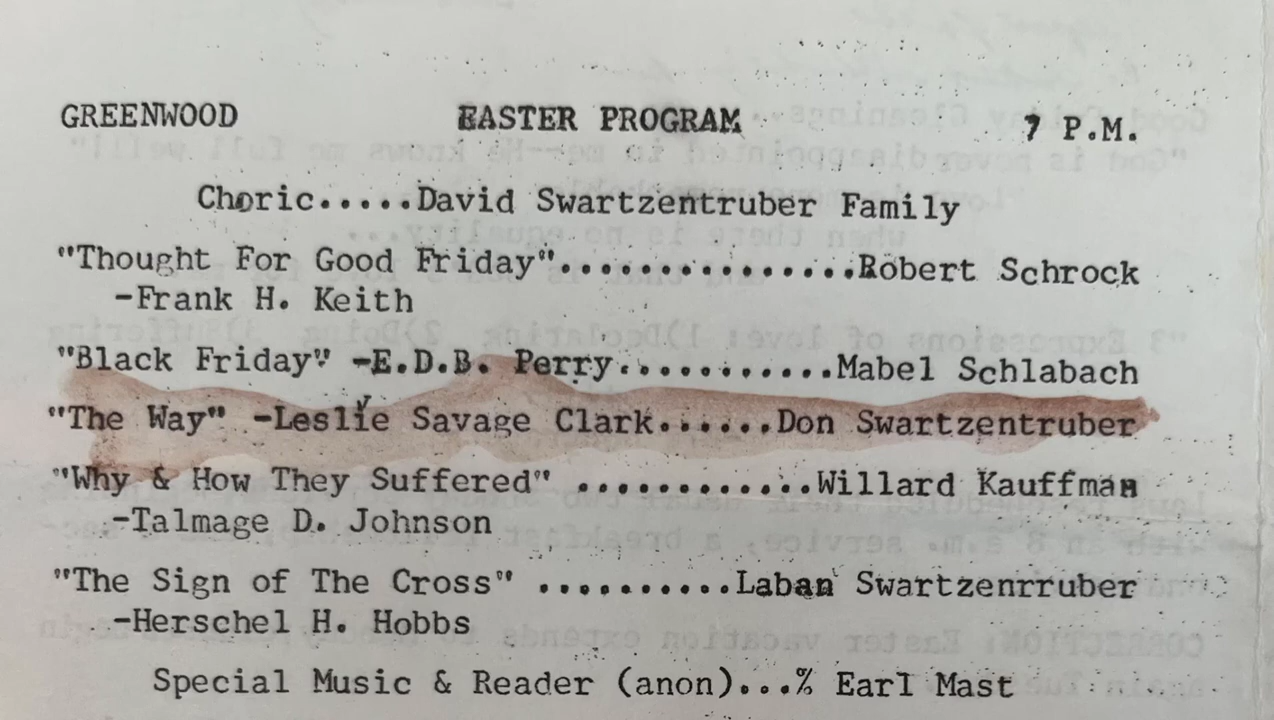 GREENWOOD EASTER PROGRAM 7 P.M.
Choric.....David Swartzentruber Family
"Thought For Good Friday"...............Robert Schrock
-Frank H. Keith
"Black Friday" -E.D.B. Perry...........Mabel Schlabach
"The Way" -Leslie Savage Clark......Don Swartzentruber
"Why & How They Suffered" ............Willard Kauffman
-Talmage D. Johnson
"The Sign of The Cross" ..........Laban Swartzenrruber
-Herschel H. Hobbs
Special Music & Reader (anon)...% Earl Mast